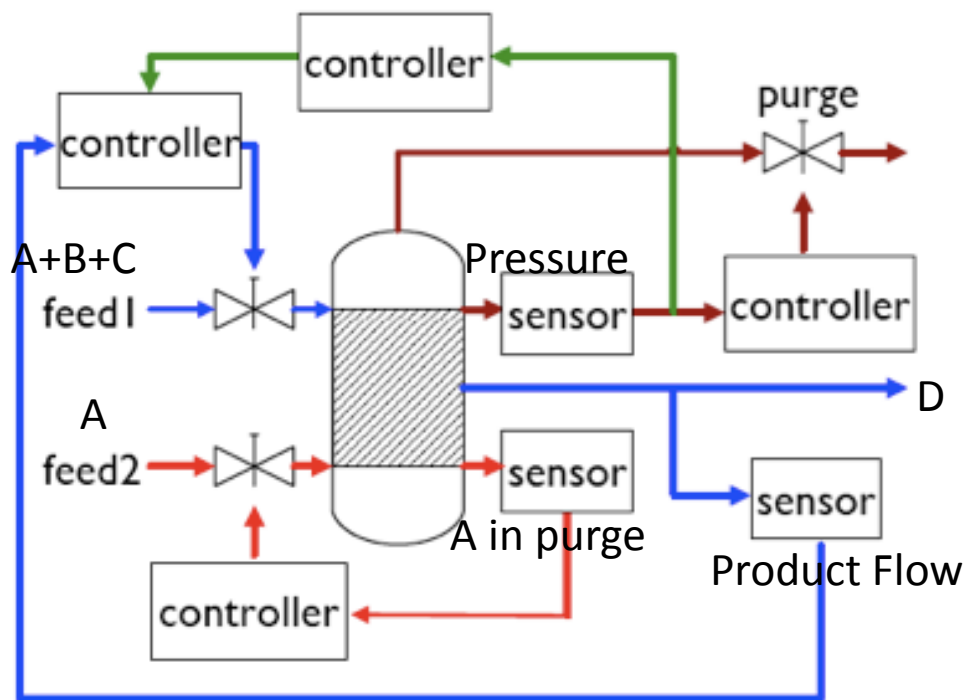 controller
purge
controller
A+B+C
Pressure
feed1
sensor
controller
A
D
feed2
sensor
sensor
A in purge
Product Flow
controller